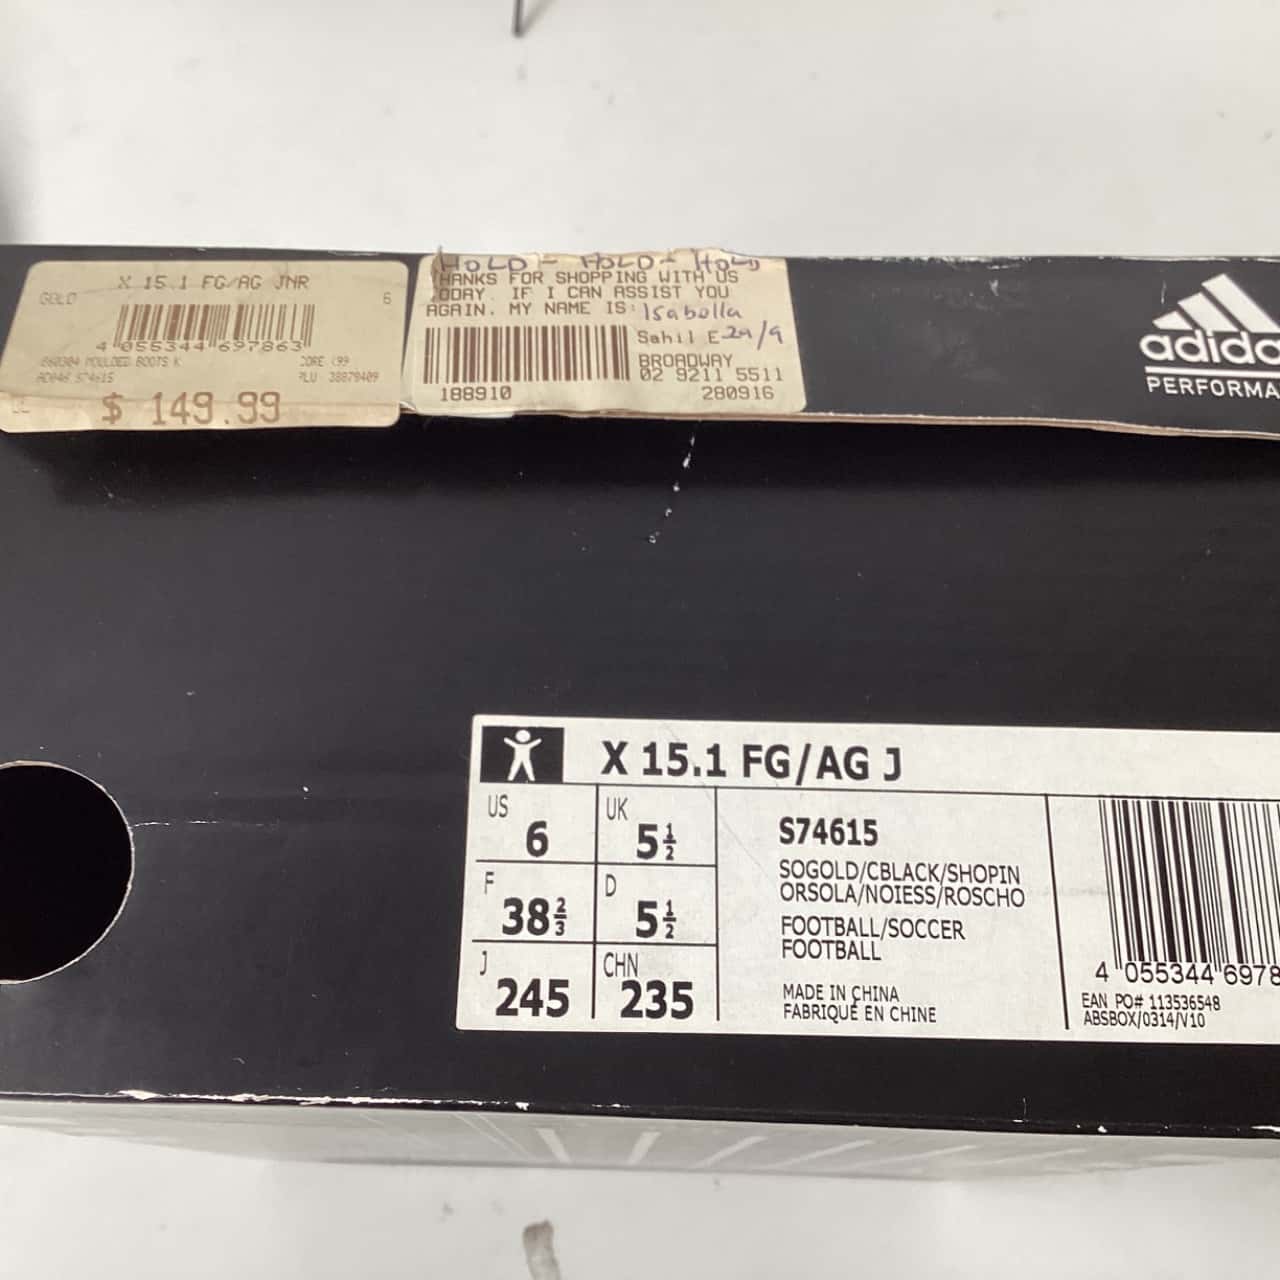 X 15.1 FG/AG JNR
GOLD 6
4 055344 697863
MOULDED BOOTS K
S74615 PLU 38879409
$ 149.99
HOLD - HOLD - HOLD
THANKS FOR SHOPPING WITH US
TODAY. IF I CAN ASSIST YOU
AGAIN. MY NAME IS: Isabella
Sahil E 29/9
BROADWAY
02 9211 5511
188910 280916
adidas
PERFORMA
X 15.1 FG/AG J
US 6 UK 5½
F 38⅔ D 5½
J 245 CHN 235
S74615
SOGOLD/CBLACK/SHOPIN
ORSOLA/NOIESS/ROSCHO
FOOTBALL/SOCCER
FOOTBALL
MADE IN CHINA
FABRIQUÉ EN CHINE
4 055344 6978
EAN PO# 113536548
ABSBOX/0314/V10